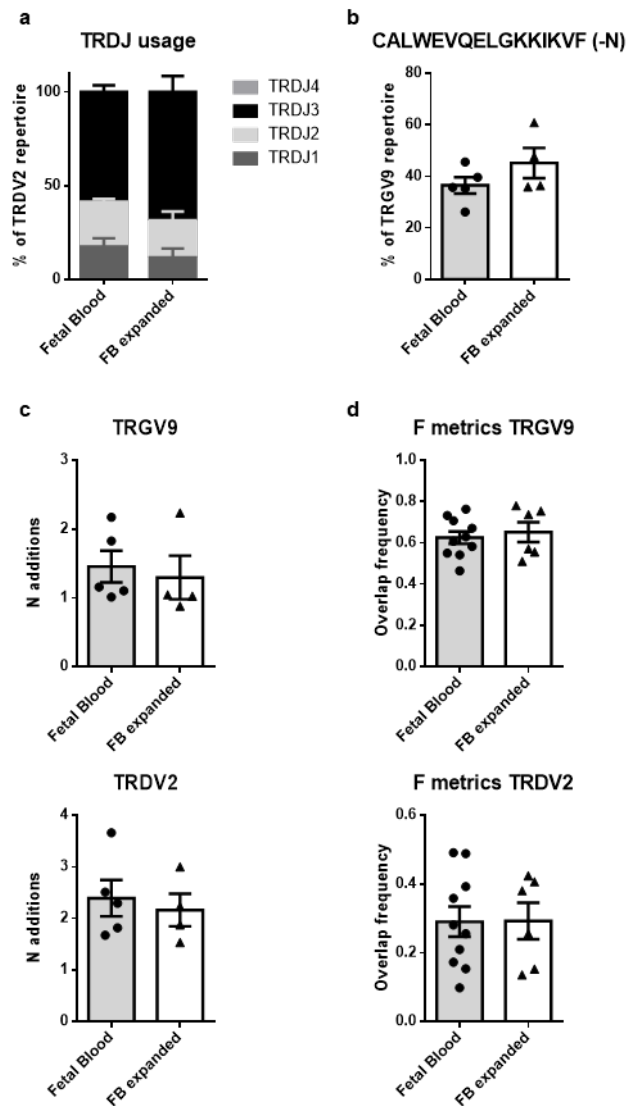 a
TRDJ usage
% of TRDV2 repertoire
100
50
0
Fetal Blood
FB expanded
TRDJ4
TRDJ3
TRDJ2
TRDJ1
b
CALWEVQELGKKIKVF (-N)
% of TRGV9 repertoire
80
60
40
20
0
Fetal Blood
FB expanded
c
TRGV9
N additions
3
2
1
0
Fetal Blood
FB expanded
d
F metrics TRGV9
Overlap frequency
1.0
0.8
0.6
0.4
0.2
0.0
Fetal Blood
FB expanded
TRDV2
N additions
4
3
2
1
0
Fetal Blood
FB expanded
F metrics TRDV2
Overlap frequency
0.6
0.4
0.2
0.0
Fetal Blood
FB expanded